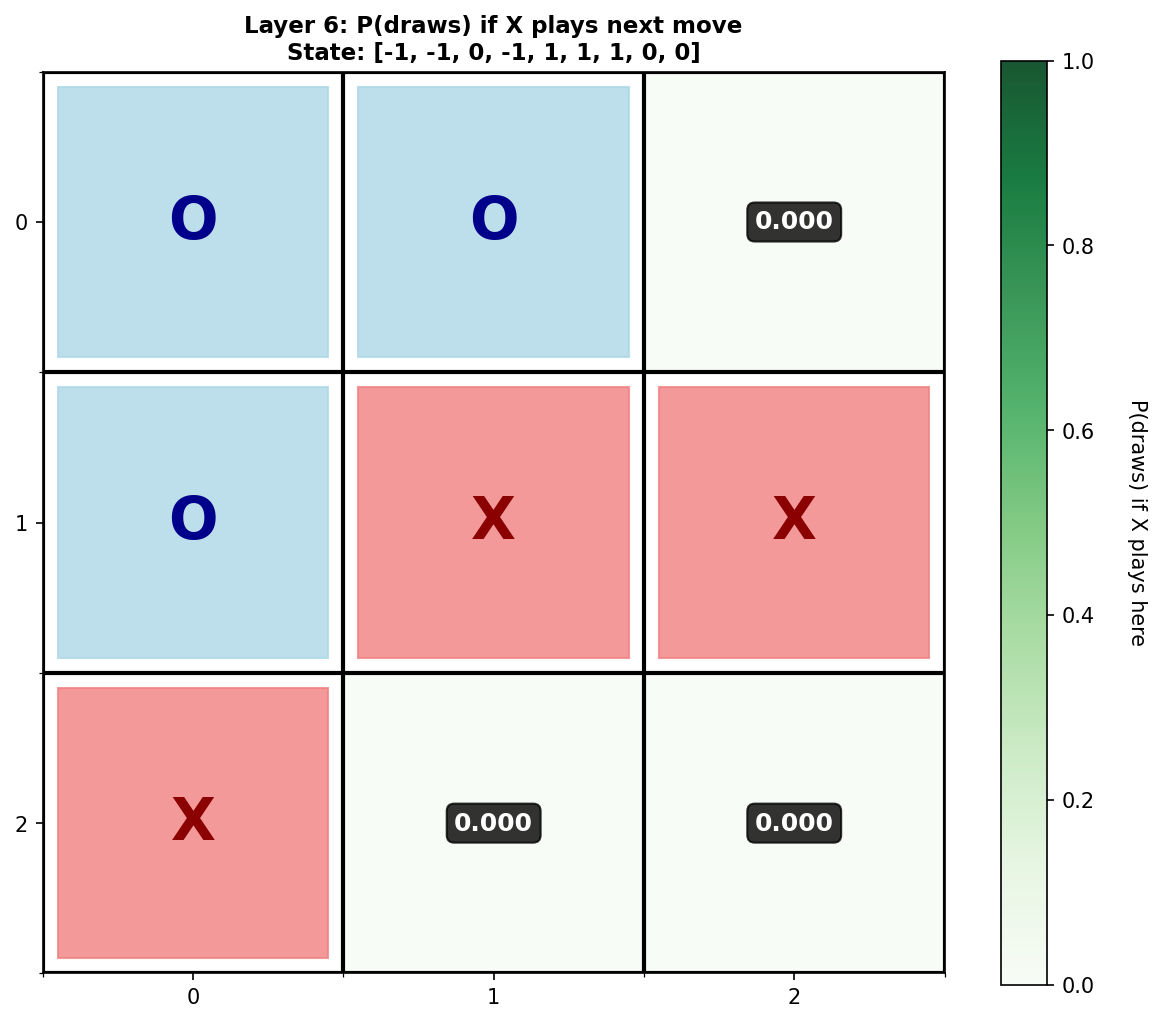 Layer 6: P(draws) if X plays next move
State: [-1, -1, 0, -1, 1, 1, 1, 0, 0]
0
O
O
0.000
1
O
X
X
2
X
0.000
0.000
0
1
2
1.0
0.8
0.6
0.4
0.2
0.0
P(draws) if X plays here